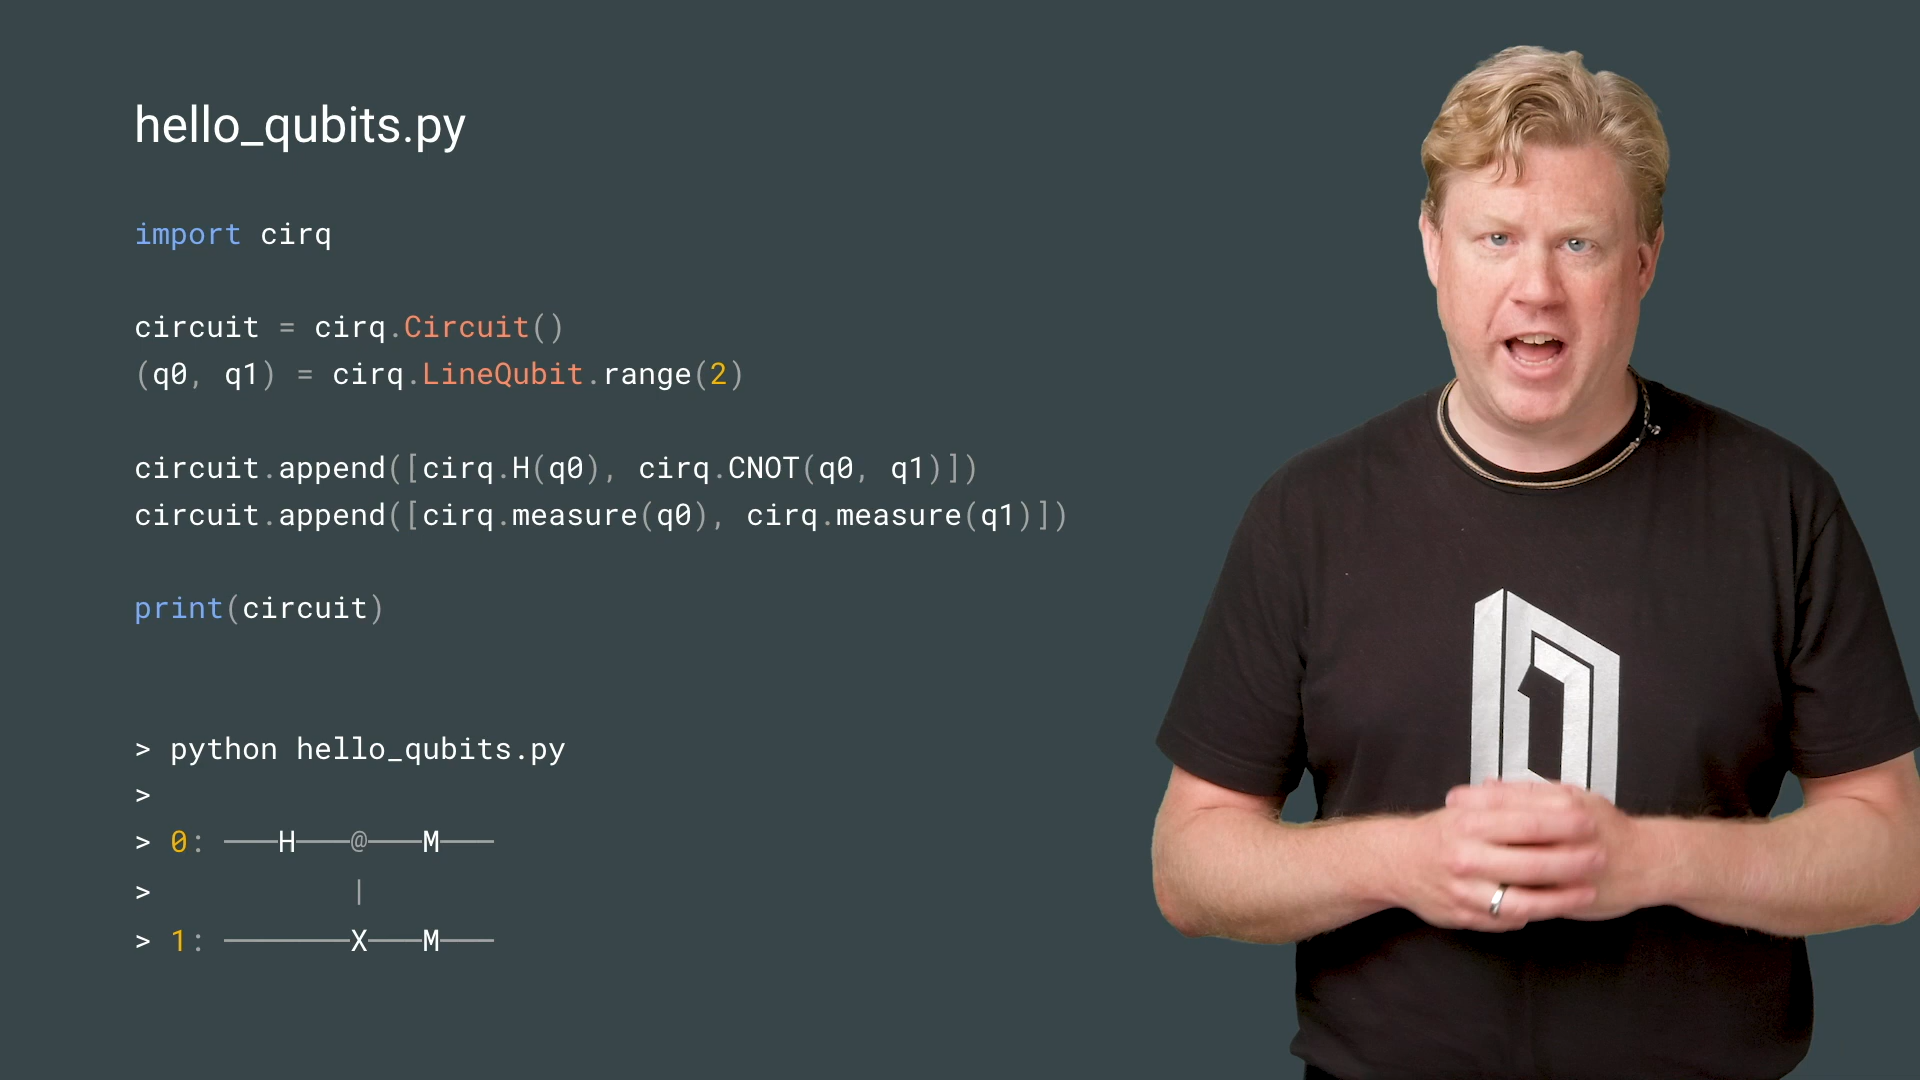 hello_qubits.py
import cirq
circuit = cirq.Circuit()
(q0, q1) = cirq.LineQubit.range(2)
circuit.append([cirq.H(q0), cirq.CNOT(q0, q1)])
circuit.append([cirq.measure(q0), cirq.measure(q1)])
print(circuit)
> python hello_qubits.py
>
> 0: ───H───@───M───
>           |
> 1: ───────X───M───